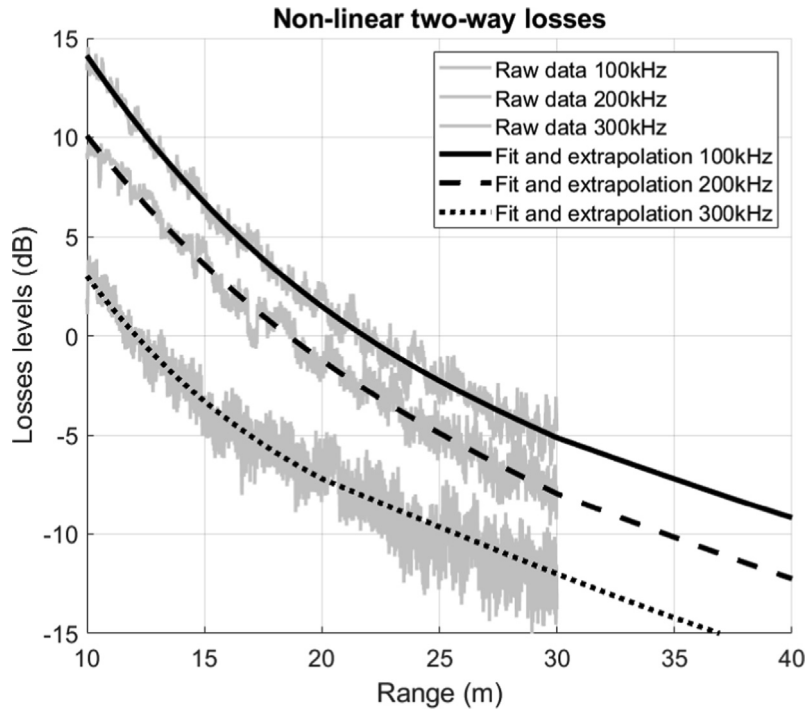 Non-linear two-way losses
15
10
5
0
-5
-10
-15
Losses levels (dB)
Raw data 100kHz
Raw data 200kHz
Raw data 300kHz
Fit and extrapolation 100kHz
Fit and extrapolation 200kHz
Fit and extrapolation 300kHz
10 15 20 25 30 35 40
Range (m)